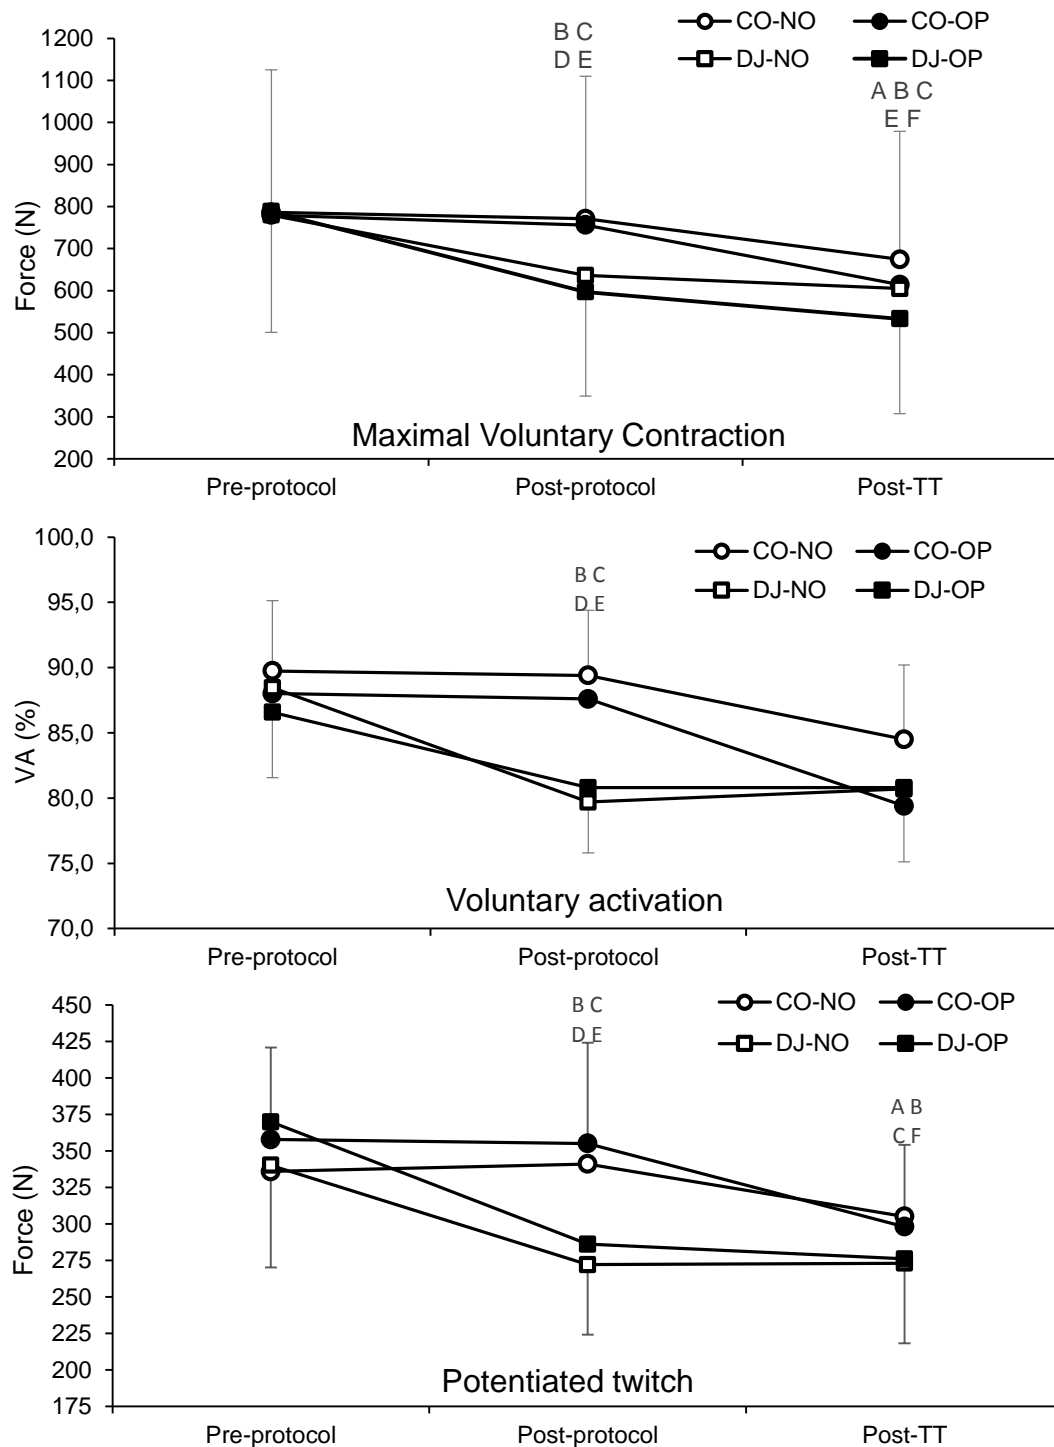 CO-NO CO-OP
DJ-NO DJ-OP
B C
D E
A B C
E F
1200
1100
1000
900
800
700
600
500
400
300
200
Force (N)
Maximal Voluntary Contraction
Pre-protocol Post-protocol Post-TT
CO-NO CO-OP
DJ-NO DJ-OP
B C
D E
100,0
95,0
90,0
85,0
80,0
75,0
70,0
VA (%)
Voluntary activation
Pre-protocol Post-protocol Post-TT
CO-NO CO-OP
DJ-NO DJ-OP
B C
D E
A B
C F
450
425
400
375
350
325
300
275
250
225
200
175
Force (N)
Potentiated twitch
Pre-protocol Post-protocol Post-TT